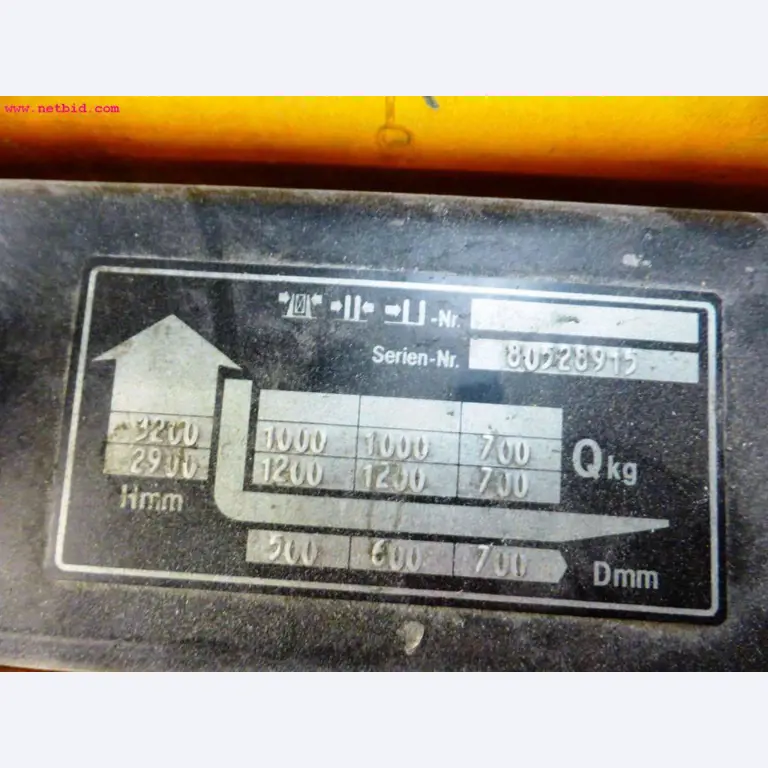 www.netbid.com
-Nr.
Serien-Nr. 80528915
3200 1000 1000 700
2900 1200 1200 700
Q kg
Hmm
500 600 700 Dmm